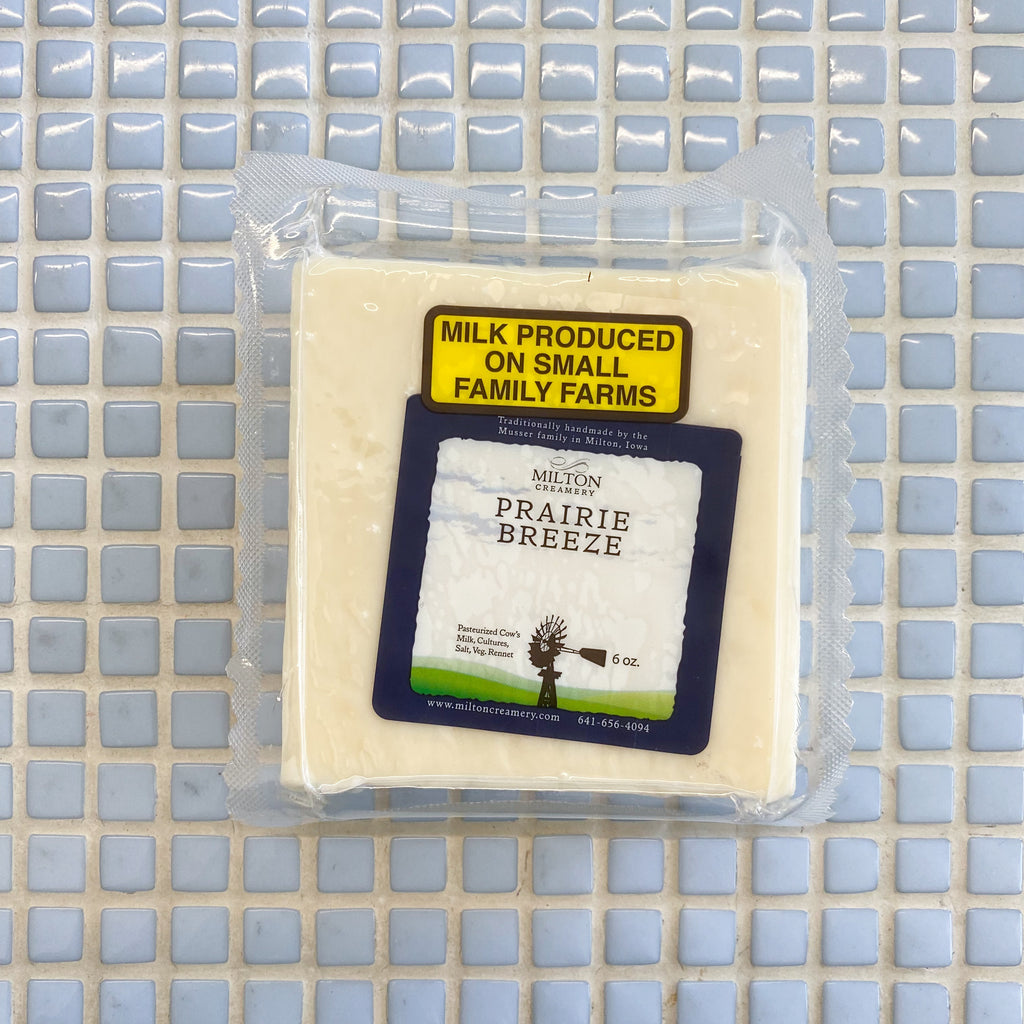 MILK PRODUCED
ON SMALL
FAMILY FARMS
Traditionally handmade by the
Musser family in Milton, Iowa
MILTON
CREAMERY
PRAIRIE
BREEZE
Pasteurized Cow's
Milk, Cultures,
Salt, Veg. Rennet
6 oz.
www.miltoncreamery.com 641-656-4094